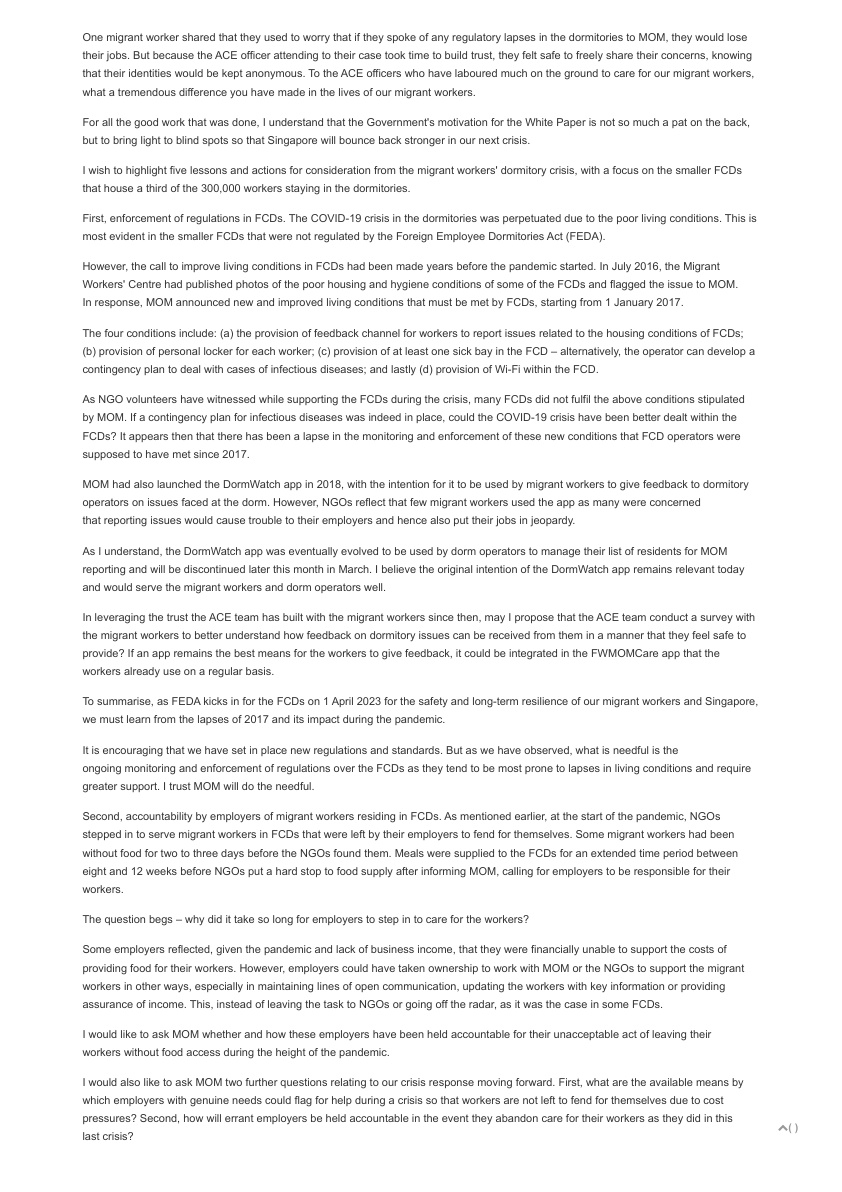 One migrant worker shared that they used to worry that if they spoke of any regulatory lapses in the dormitories to MOM, they would lose
their jobs. But because the ACE officer attending to their case took time to build trust, they felt safe to freely share their concerns, knowing
that their identities would be kept anonymous. To the ACE officers who have laboured much on the ground to care for our migrant workers,
what a tremendous difference you have made in the lives of our migrant workers.
For all the good work that was done, I understand that the Government's motivation for the White Paper is not so much a pat on the back,
but to bring light to blind spots so that Singapore will bounce back stronger in our next crisis.
I wish to highlight five lessons and actions for consideration from the migrant workers' dormitory crisis, with a focus on the smaller FCDs
that house a third of the 300,000 workers staying in the dormitories.
First, enforcement of regulations in FCDs. The COVID-19 crisis in the dormitories was perpetuated due to the poor living conditions. This is
most evident in the smaller FCDs that were not regulated by the Foreign Employee Dormitories Act (FEDA).
However, the call to improve living conditions in FCDs had been made years before the pandemic started. In July 2016, the Migrant
Workers' Centre had published photos of the poor housing and hygiene conditions of some of the FCDs and flagged the issue to MOM.
In response, MOM announced new and improved living conditions that must be met by FCDs, starting from 1 January 2017.
The four conditions include: (a) the provision of feedback channel for workers to report issues related to the housing conditions of FCDs;
(b) provision of personal locker for each worker; (c) provision of at least one sick bay in the FCD – alternatively, the operator can develop a
contingency plan to deal with cases of infectious diseases; and lastly (d) provision of Wi-Fi within the FCD.
As NGO volunteers have witnessed while supporting the FCDs during the crisis, many FCDs did not fulfil the above conditions stipulated
by MOM. If a contingency plan for infectious diseases was indeed in place, could the COVID-19 crisis have been better dealt within the
FCDs? It appears then that there has been a lapse in the monitoring and enforcement of these new conditions that FCD operators were
supposed to have met since 2017.
MOM had also launched the DormWatch app in 2018, with the intention for it to be used by migrant workers to give feedback to dormitory
operators on issues faced at the dorm. However, NGOs reflect that few migrant workers used the app as many were concerned
that reporting issues would cause trouble to their employers and hence also put their jobs in jeopardy.
As I understand, the DormWatch app was eventually evolved to be used by dorm operators to manage their list of residents for MOM
reporting and will be discontinued later this month in March. I believe the original intention of the DormWatch app remains relevant today
and would serve the migrant workers and dorm operators well.
In leveraging the trust the ACE team has built with the migrant workers since then, may I propose that the ACE team conduct a survey with
the migrant workers to better understand how feedback on dormitory issues can be received from them in a manner that they feel safe to
provide? If an app remains the best means for the workers to give feedback, it could be integrated in the FWMOMCare app that the
workers already use on a regular basis.
To summarise, as FEDA kicks in for the FCDs on 1 April 2023 for the safety and long-term resilience of our migrant workers and Singapore,
we must learn from the lapses of 2017 and its impact during the pandemic.
It is encouraging that we have set in place new regulations and standards. But as we have observed, what is needful is the
ongoing monitoring and enforcement of regulations over the FCDs as they tend to be most prone to lapses in living conditions and require
greater support. I trust MOM will do the needful.
Second, accountability by employers of migrant workers residing in FCDs. As mentioned earlier, at the start of the pandemic, NGOs
stepped in to serve migrant workers in FCDs that were left by their employers to fend for themselves. Some migrant workers had been
without food for two to three days before the NGOs found them. Meals were supplied to the FCDs for an extended time period between
eight and 12 weeks before NGOs put a hard stop to food supply after informing MOM, calling for employers to be responsible for their
workers.
The question begs – why did it take so long for employers to step in to care for the workers?
Some employers reflected, given the pandemic and lack of business income, that they were financially unable to support the costs of
providing food for their workers. However, employers could have taken ownership to work with MOM or the NGOs to support the migrant
workers in other ways, especially in maintaining lines of open communication, updating the workers with key information or providing
assurance of income. This, instead of leaving the task to NGOs or going off the radar, as it was the case in some FCDs.
I would like to ask MOM whether and how these employers have been held accountable for their unacceptable act of leaving their
workers without food access during the height of the pandemic.
I would also like to ask MOM two further questions relating to our crisis response moving forward. First, what are the available means by
which employers with genuine needs could flag for help during a crisis so that workers are not left to fend for themselves due to cost
pressures? Second, how will errant employers be held accountable in the event they abandon care for their workers as they did in this
last crisis?
( )